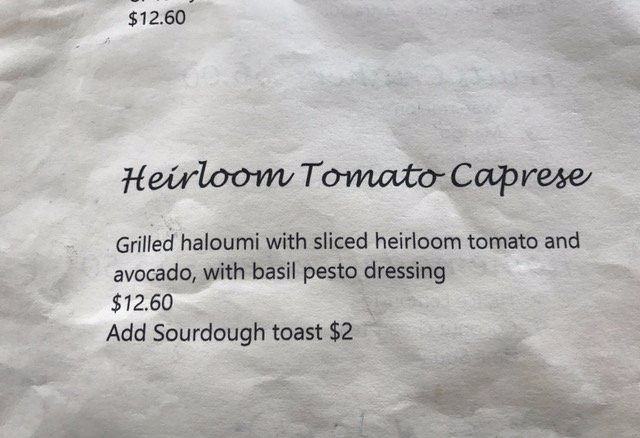 $12.60
Heirloom Tomato Caprese
Grilled haloumi with sliced heirloom tomato and
avocado, with basil pesto dressing
$12.60
Add Sourdough toast $2